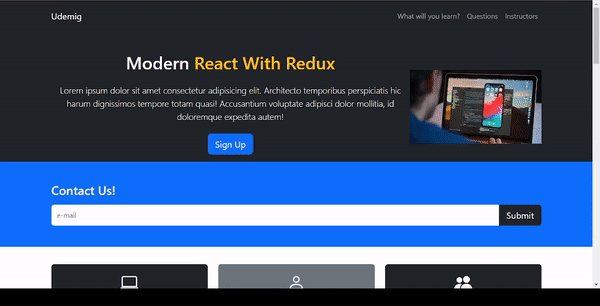 Udemig
What will you learn? Questions Instructors
Modern React With Redux
Lorem ipsum dolor sit amet consectetur adipisicing elit. Architecto temporibus perspiciatis hic
harum dignissimos tempore totam quasi! Accusantium voluptate adipisci dolor mollitia, id
doloremque expedita autem!
Sign Up
Contact Us!
e-mail
Submit